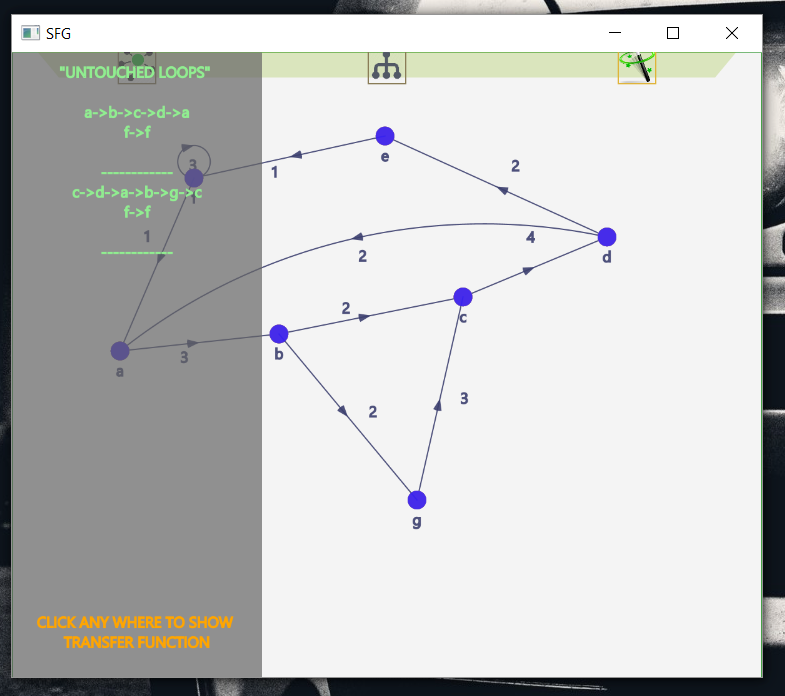 SFG
"UNTOUCHED LOOPS"
a->b->c->d->a
f->f
------------
c->d->a->b->g->c
f->f
------------
3
f
e
1
2
1
2
4
d
2
c
3
b
a
2
3
g
CLICK ANY WHERE TO SHOW
TRANSFER FUNCTION